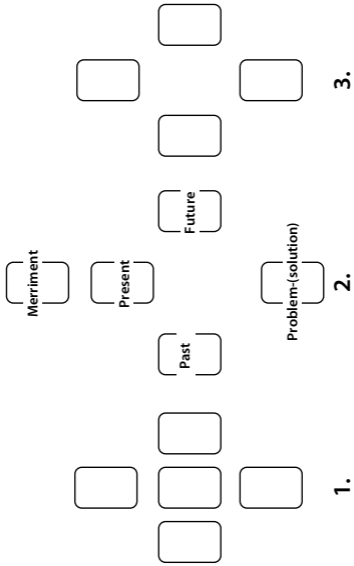 Merriment
Present
Past
Future
Problem-(solution)
1.
2.
3.